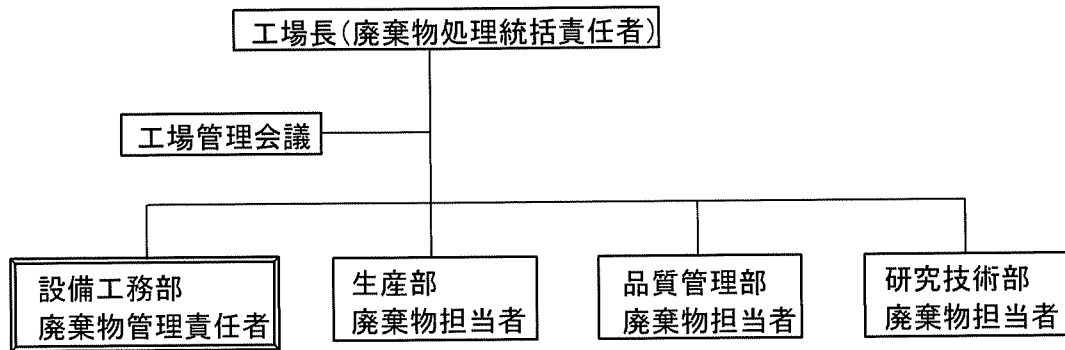 工場長(廃棄物処理統括責任者)
工場管理会議
設備工務部
廃棄物管理責任者
生産部
廃棄物担当者
品質管理部
廃棄物担当者
研究技術部
廃棄物担当者